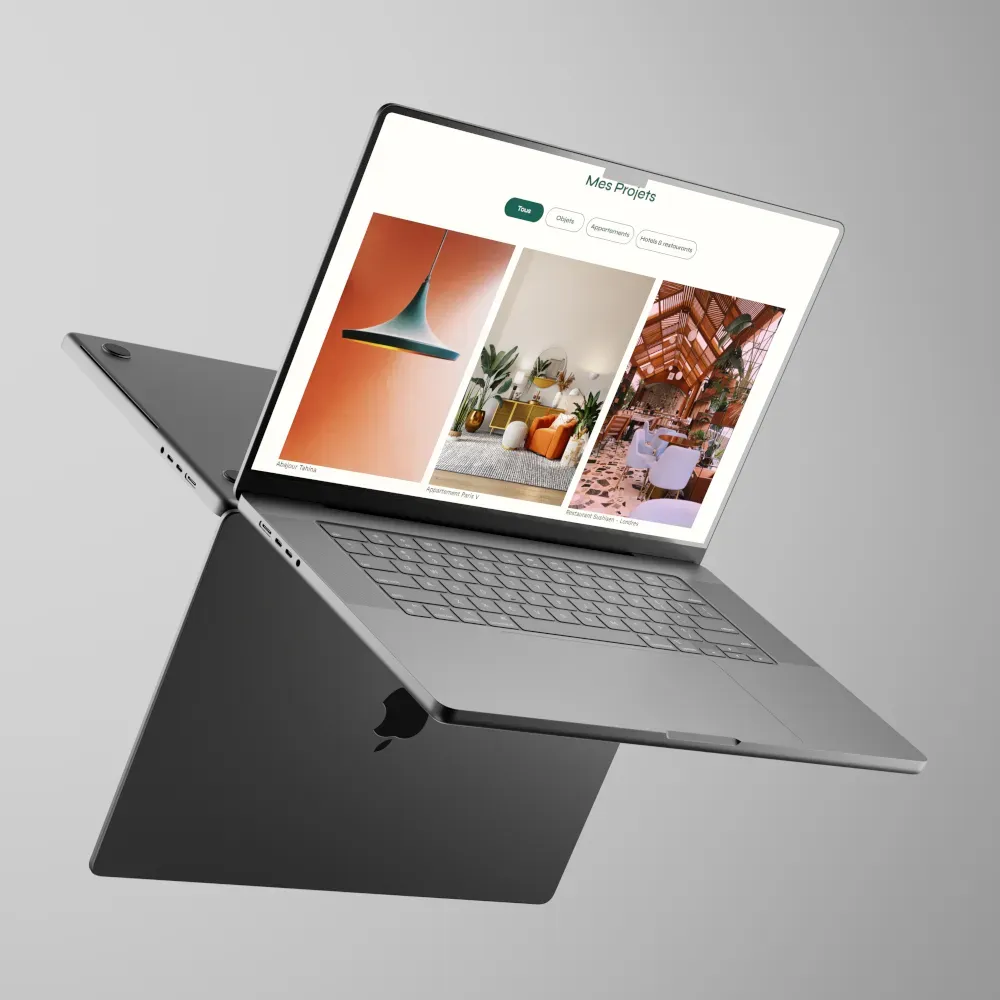 Mes Projets
Tous
Objets
Appartements
Hotels & restaurants
Abajour Tahina
Appartement Paris V
Restaurant Sushisen - Londres